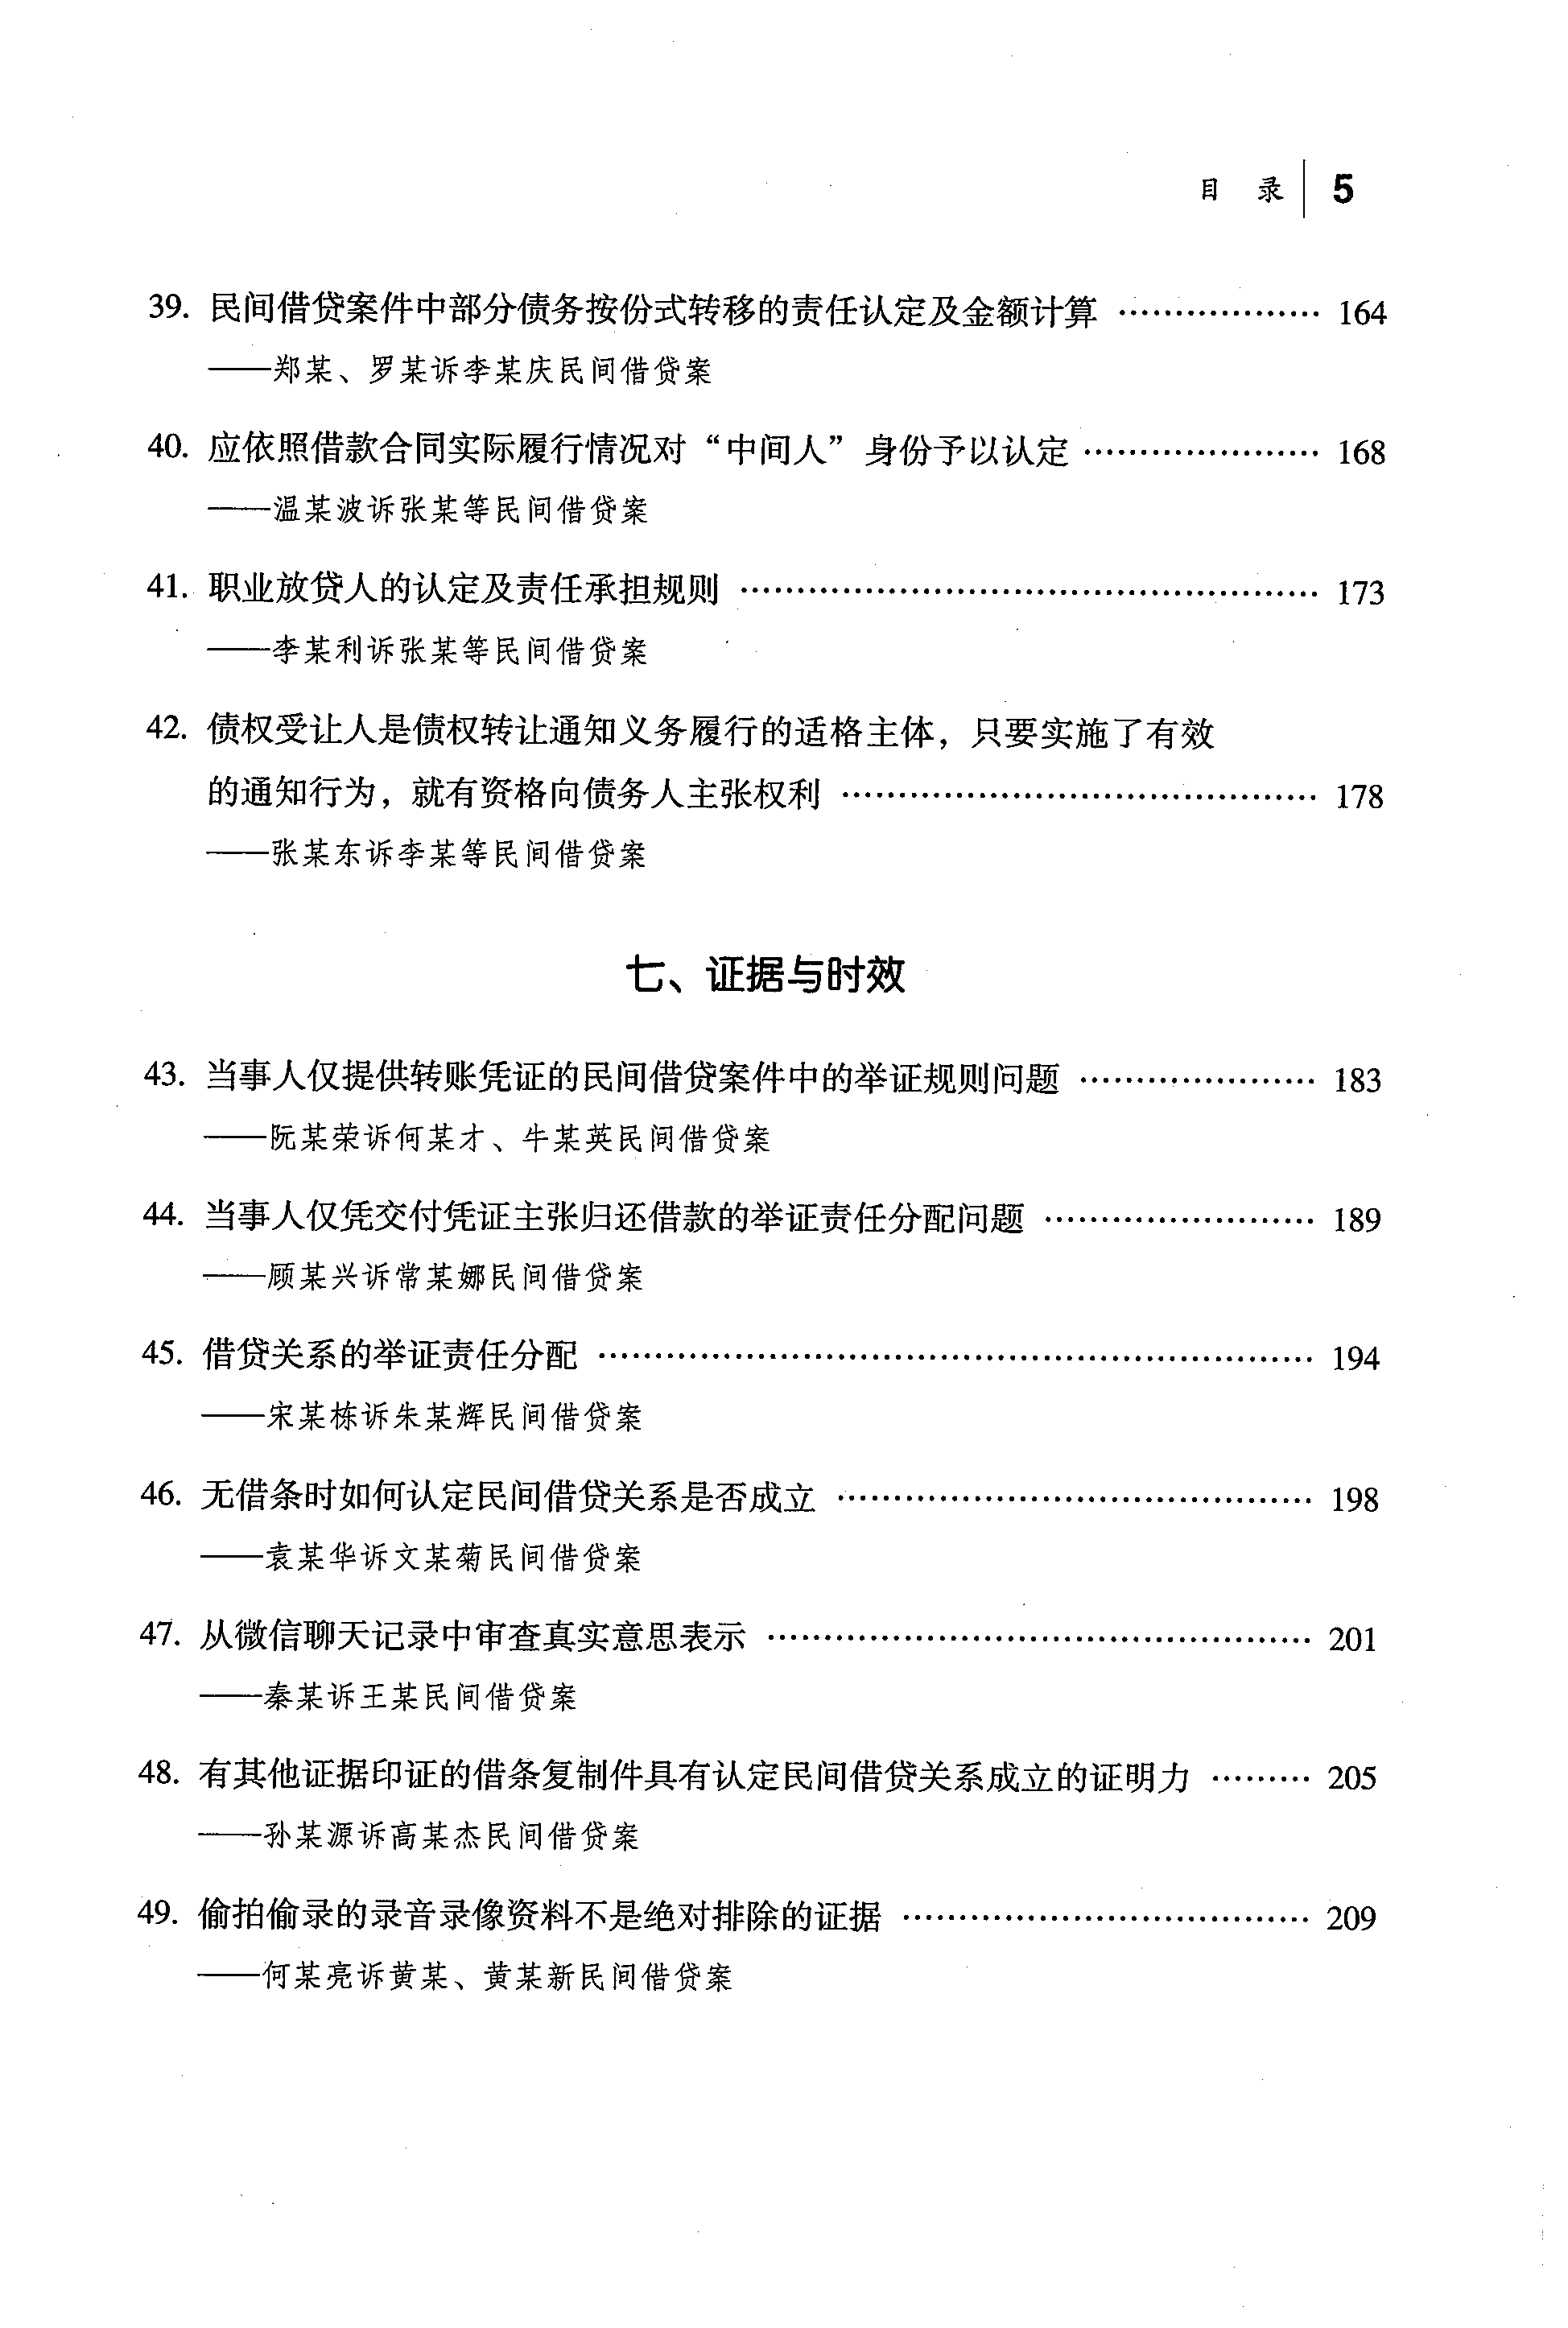 目 录 5
39. 民间借贷案件中部分债务按份式转移的责任认定及金额计算 ……………… 164
——郑某、罗某诉李某庆民间借贷案
40. 应依照借款合同实际履行情况对“中间人”身份予以认定 ………………… 168
——温某波诉张某等民间借贷案
41. 职业放贷人的认定及责任承担规则 ……………………………………………… 173
——李某利诉张某等民间借贷案
42. 债权受让人是债权转让通知义务履行的适格主体，只要实施了有效
的通知行为，就有资格向债务人主张权利 ……………………………………… 178
——张某东诉李某等民间借贷案
七、证据与时效
43. 当事人仅提供转账凭证的民间借贷案件中的举证规则问题 ………………… 183
——阮某荣诉何某才、牛某英民间借贷案
44. 当事人仅凭交付凭证主张归还借款的举证责任分配问题 …………………… 189
——顾某兴诉常某娜民间借贷案
45. 借贷关系的举证责任分配 ………………………………………………………… 194
——宋某栋诉朱某辉民间借贷案
46. 无借条时如何认定民间借贷关系是否成立 ……………………………………… 198
——袁某华诉文某菊民间借贷案
47. 从微信聊天记录中审查真实意思表示 …………………………………………… 201
——秦某诉王某民间借贷案
48. 有其他证据印证的借条复制件具有认定民间借贷关系成立的证明力 ……… 205
——孙某源诉高某杰民间借贷案
49. 偷拍偷录的录音录像资料不是绝对排除的证据 ……………………………… 209
——何某亮诉黄某、黄某新民间借贷案